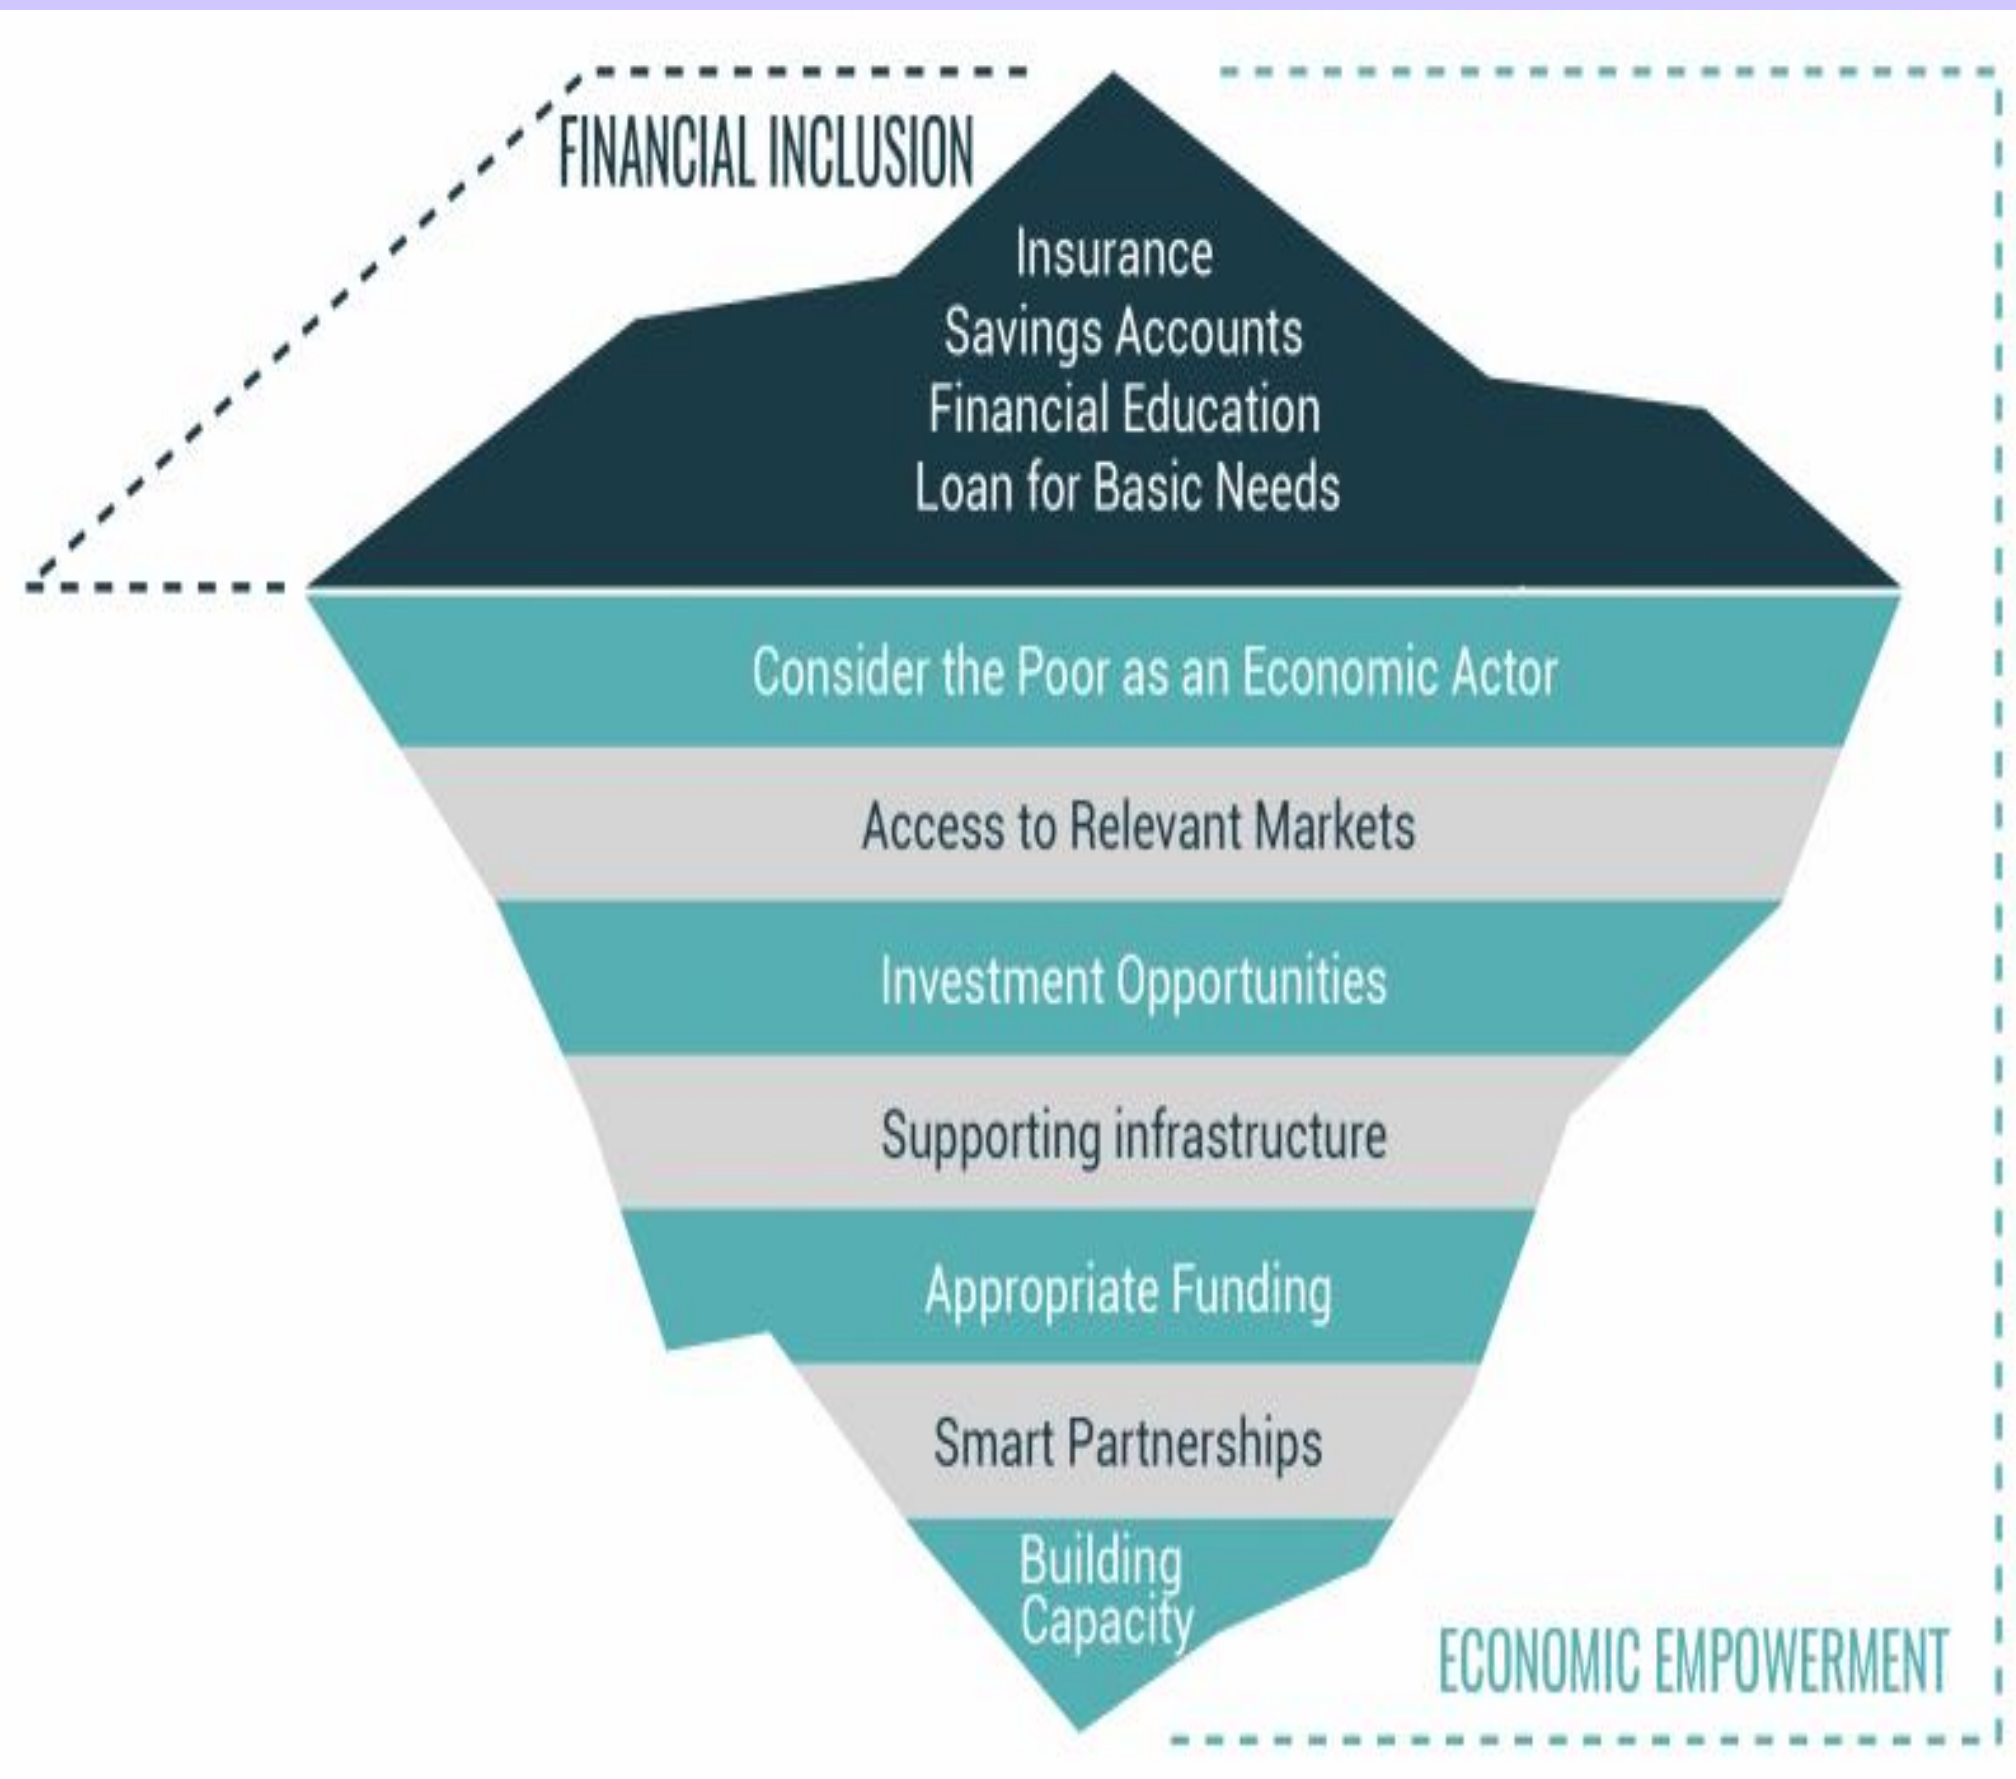 FINANCIAL INCLUSION
Insurance
Savings Accounts
Financial Education
Loan for Basic Needs
Consider the Poor as an Economic Actor
Access to Relevant Markets
Investment Opportunities
Supporting infrastructure
Appropriate Funding
Smart Partnerships
Building
Capacity
ECONOMIC EMPOWERMENT